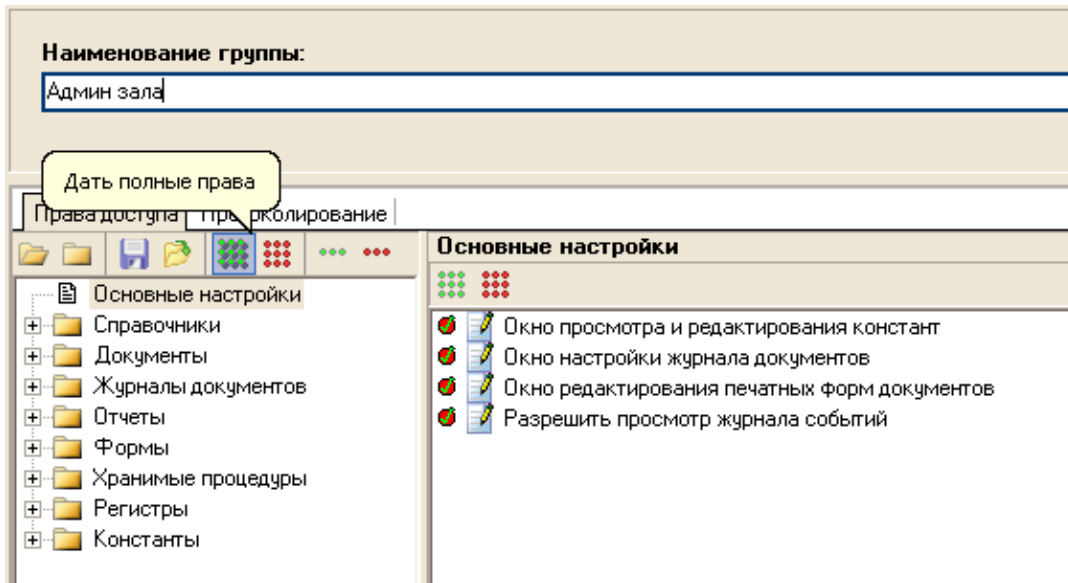 Наименование группы:
Админ зала
Дать полные права
Права доступа
Протоколирование
Основные настройки
Основные настройки
Справочники
Документы
Журналы документов
Отчеты
Формы
Хранимые процедуры
Регистры
Константы
Окно просмотра и редактирования констант
Окно настройки журнала документов
Окно редактирования печатных форм документов
Разрешить просмотр журнала событий